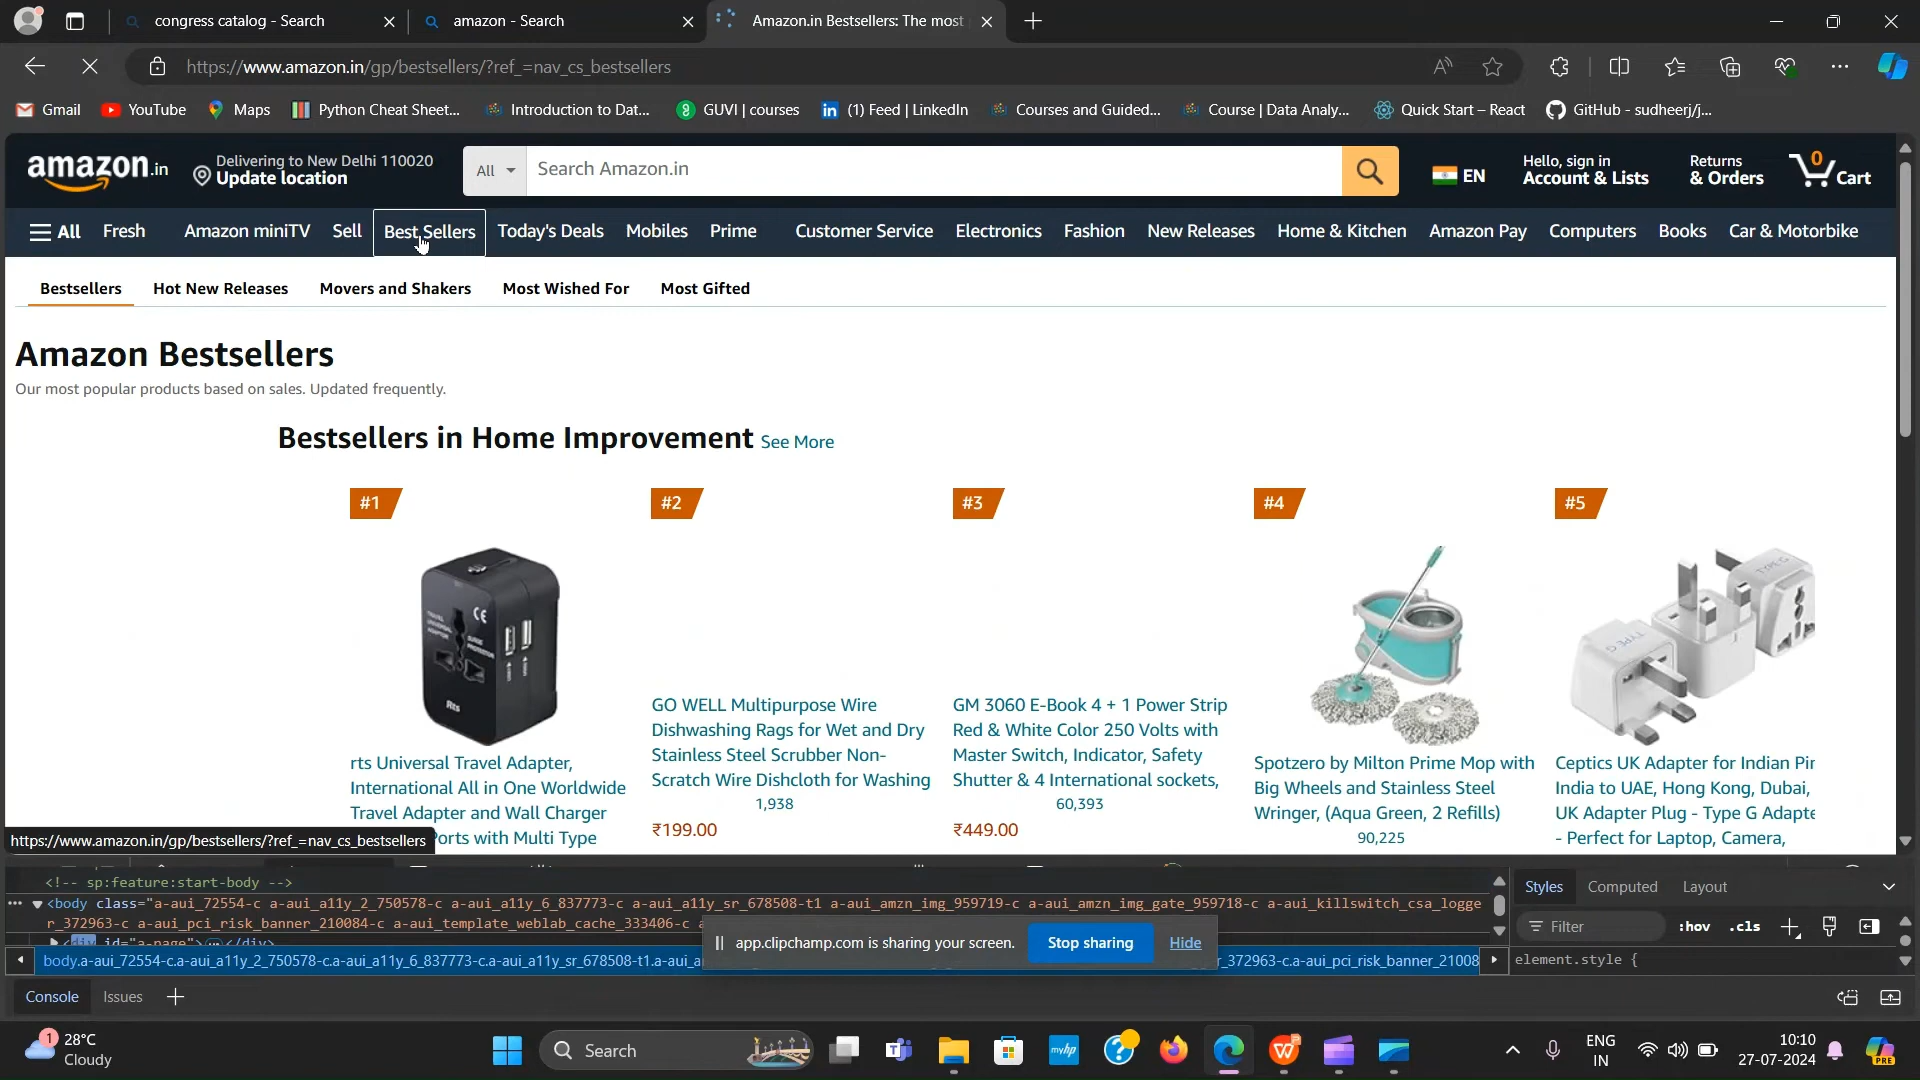 congress catalog - Search
amazon - Search
Amazon.in Bestsellers: The most
https://www.amazon.in/gp/bestsellers/?ref_=nav_cs_bestsellers
Gmail
YouTube
Maps
Python Cheat Sheet...
Introduction to Dat...
GUVI | courses
(1) Feed | LinkedIn
Courses and Guided...
Course | Data Analy...
Quick Start – React
GitHub - sudheerj/j...
amazon.in
Delivering to New Delhi 110020
Update location
All
Search Amazon.in
EN
Hello, sign in
Account & Lists
Returns
& Orders
0
Cart
All
Fresh
Amazon miniTV
Sell
Best Sellers
Today's Deals
Mobiles
Prime
Customer Service
Electronics
Fashion
New Releases
Home & Kitchen
Amazon Pay
Computers
Books
Car & Motorbike
Bestsellers
Hot New Releases
Movers and Shakers
Most Wished For
Most Gifted
Amazon Bestsellers
Our most popular products based on sales. Updated frequently.
Bestsellers in Home Improvement See More
#1
rts Universal Travel Adapter,
International All in One Worldwide
Travel Adapter and Wall Charger
Ports with Multi Type
#2
GO WELL Multipurpose Wire
Dishwashing Rags for Wet and Dry
Stainless Steel Scrubber Non-
Scratch Wire Dishcloth for Washing
1,938
₹199.00
#3
GM 3060 E-Book 4 + 1 Power Strip
Red & White Color 250 Volts with
Master Switch, Indicator, Safety
Shutter & 4 International sockets,
60,393
₹449.00
#4
Spotzero by Milton Prime Mop with
Big Wheels and Stainless Steel
Wringer, (Aqua Green, 2 Refills)
90,225
#5
Ceptics UK Adapter for Indian Pin
India to UAE, Hong Kong, Dubai,
UK Adapter Plug - Type G Adapte
- Perfect for Laptop, Camera,
https://www.amazon.in/gp/bestsellers/?ref_=nav_cs_bestsellers
<!-- sp:feature:start-body -->
<body class="a-aui_72554-c a-aui_a11y_2_750578-c a-aui_a11y_6_837773-c a-aui_a11y_sr_678508-t1 a-aui_amzn_img_959719-c a-aui_amzn_img_gate_959718-c a-aui_killswitch_csa_logge
r_372963-c a-aui_pci_risk_banner_210084-c a-aui_template_weblab_cache_333406-c
<div id="a-page"> </div>
body.a-aui_72554-c.a-aui_a11y_2_750578-c.a-aui_a11y_6_837773-c.a-aui_a11y_sr_678508-t1.a-aui_a
r_372963-c.a-aui_pci_risk_banner_21008
app.clipchamp.com is sharing your screen.
Stop sharing
Hide
Styles
Computed
Layout
Filter
:hov
.cls
element.style {
Console
Issues
1
28°C
Cloudy
Search
myhp
ENG
IN
10:10
27-07-2024
PRE